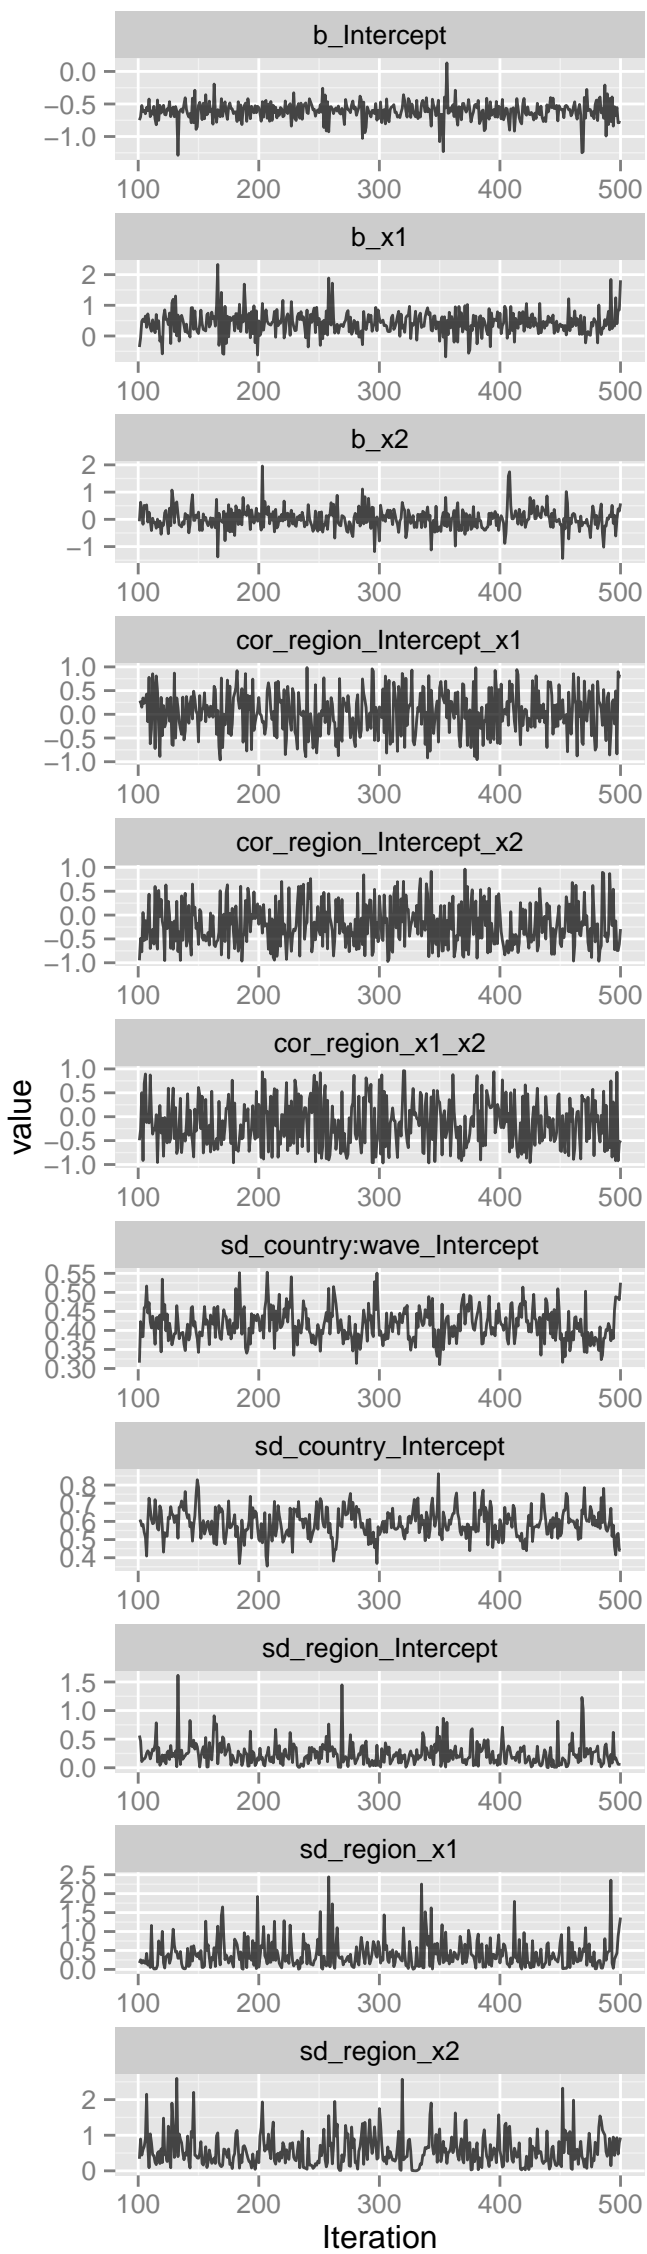 b_Intercept
0.0
−0.5
−1.0
100 200 300 400 500
b_x1
2
1
0
100 200 300 400 500
b_x2
2
1
0
−1
100 200 300 400 500
cor_region_Intercept_x1
1.0
0.5
0.0
−0.5
−1.0
100 200 300 400 500
cor_region_Intercept_x2
1.0
0.5
0.0
−0.5
−1.0
100 200 300 400 500
cor_region_x1_x2
1.0
0.5
0.0
−0.5
−1.0
100 200 300 400 500
value
sd_country:wave_Intercept
0.55
0.50
0.45
0.40
0.35
0.30
100 200 300 400 500
sd_country_Intercept
0.8
0.7
0.6
0.5
0.4
100 200 300 400 500
sd_region_Intercept
1.5
1.0
0.5
0.0
100 200 300 400 500
sd_region_x1
2.5
2.0
1.5
1.0
0.5
0.0
100 200 300 400 500
sd_region_x2
2
1
0
100 200 300 400 500
Iteration